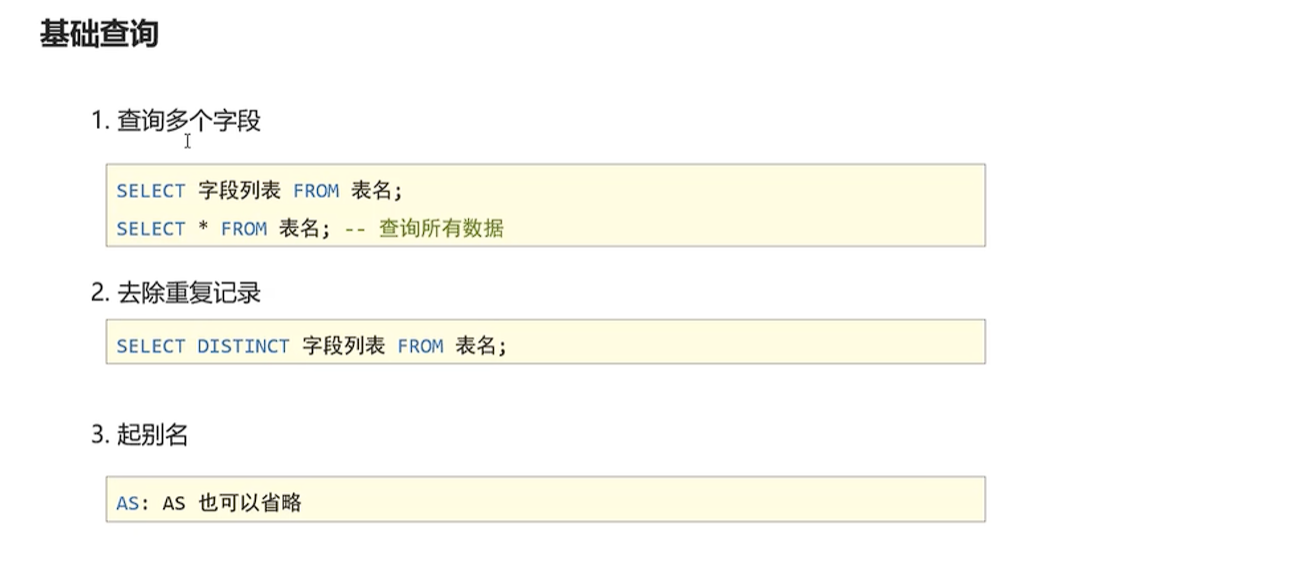 基础查询
1. 查询多个字段
SELECT 字段列表 FROM 表名;
SELECT * FROM 表名; -- 查询所有数据
2. 去除重复记录
SELECT DISTINCT 字段列表 FROM 表名;
3. 起别名
AS: AS 也可以省略